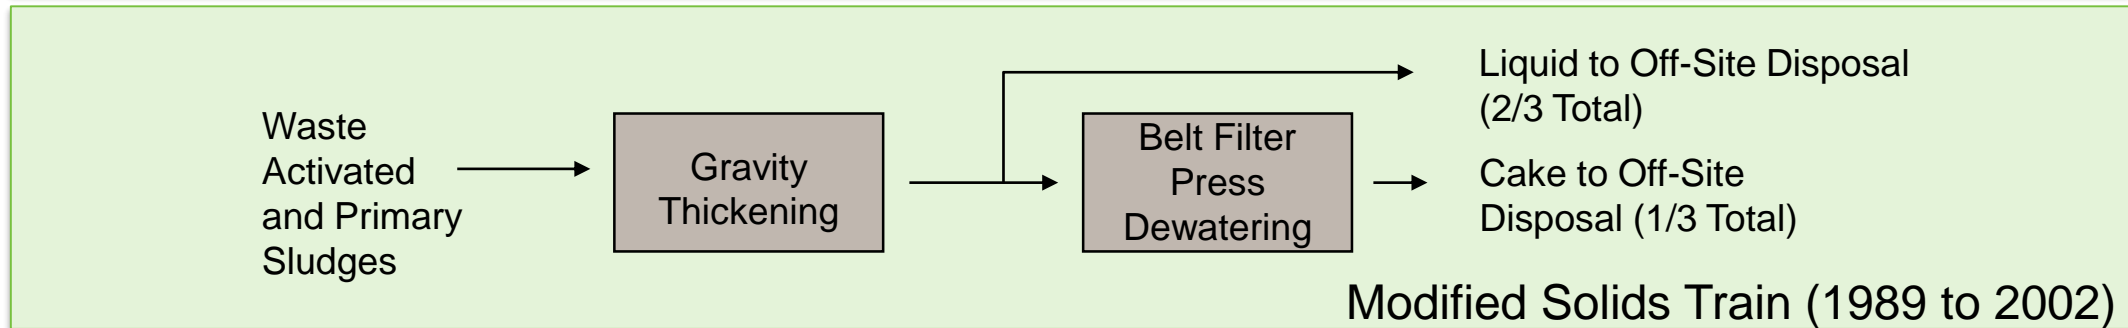 Waste
Activated
and Primary
Sludges
Gravity
Thickening
Belt Filter
Press
Dewatering
Liquid to Off-Site Disposal
(2/3 Total)
Cake to Off-Site
Disposal (1/3 Total)
Modified Solids Train (1989 to 2002)